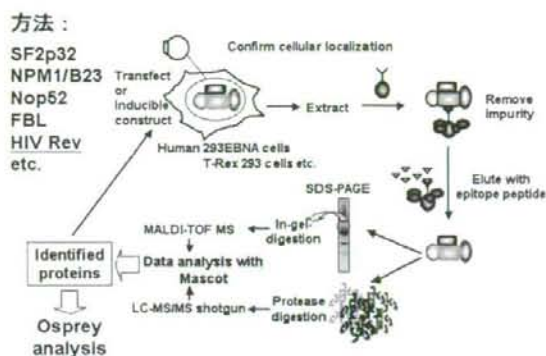 方法：
SF2p32
NPM1/B23
Nop52
FBL
HIV Rev
etc.
Transfect
or
Inducible
construct
Confirm cellular localization
Extract
Remove
impurity
Human 293EBNA cells
T-Rex 293 cells etc.
Elute with
epitope peptide
SDS-PAGE
MALDI-TOF MS
In-gel
digestion
Identified
proteins
Data analysis with
Mascot
LC-MS/MS shotgun
Protease
digestion
Osprey
analysis